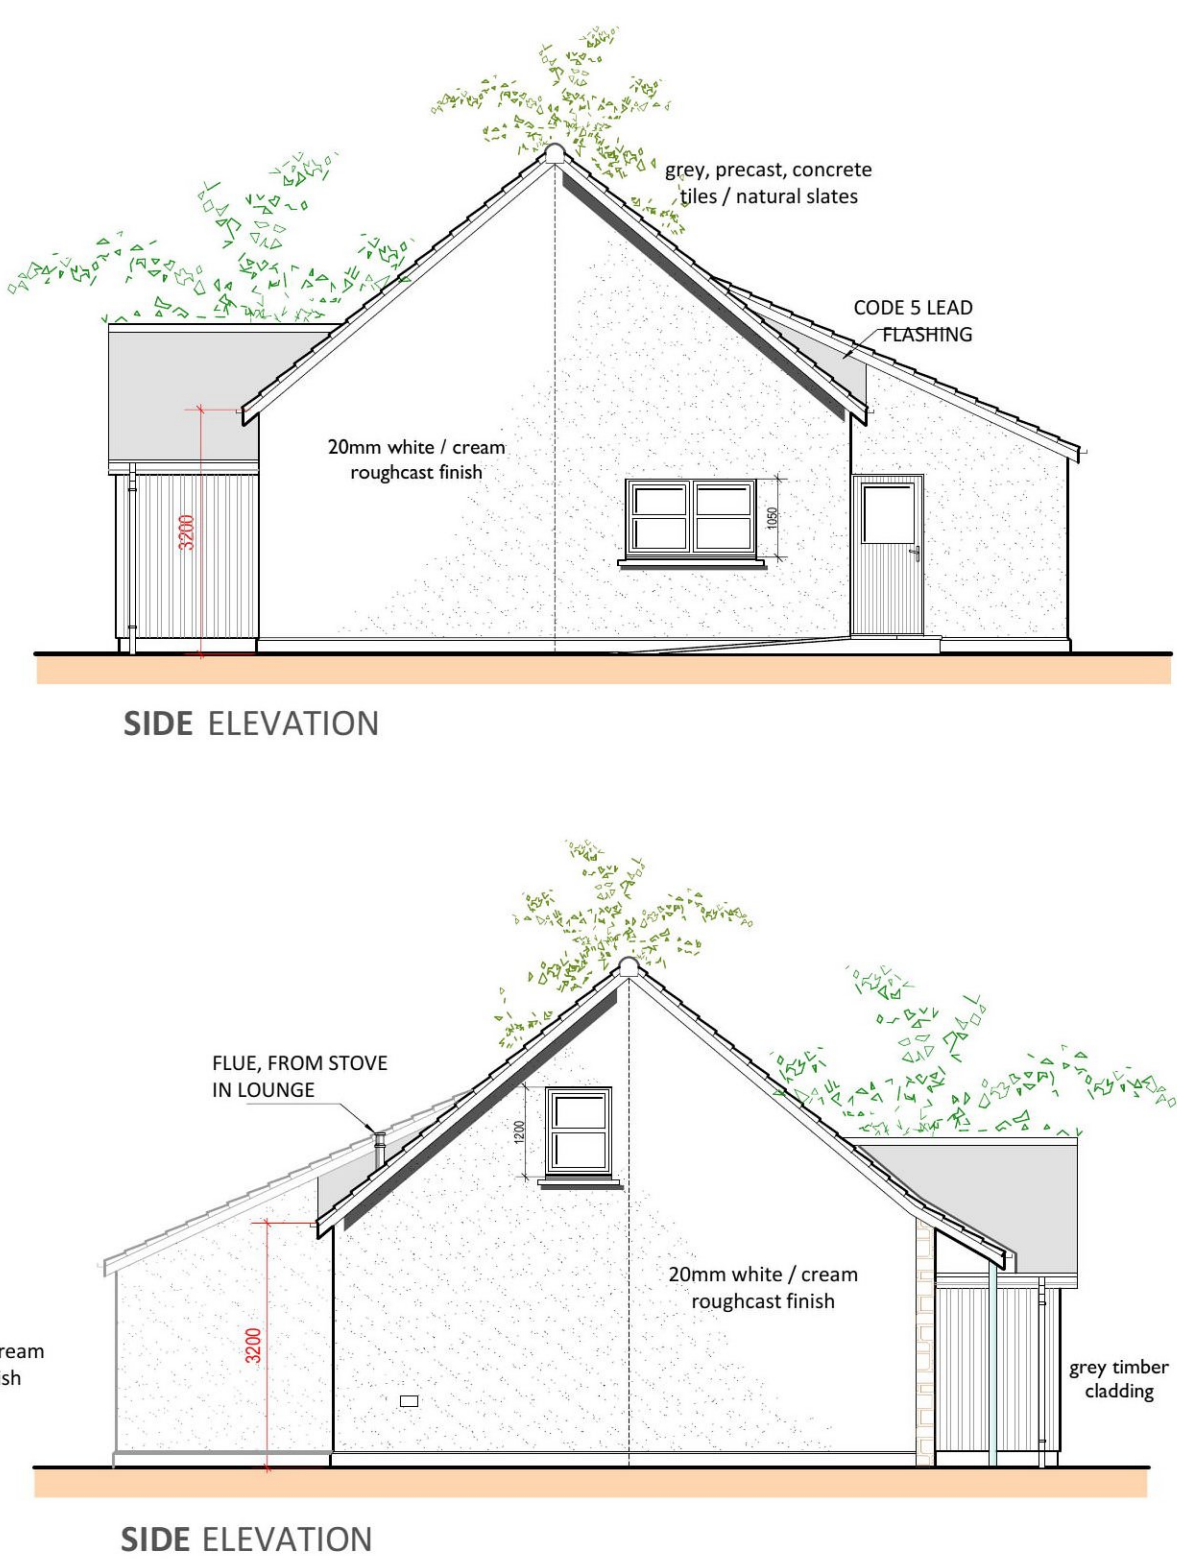 grey, precast, concrete
tiles / natural slates
CODE 5 LEAD
FLASHING
20mm white / cream
roughcast finish
3200
1050
SIDE ELEVATION
FLUE, FROM STOVE
IN LOUNGE
1200
20mm white / cream
roughcast finish
3200
ream
ish
grey timber
cladding
SIDE ELEVATION